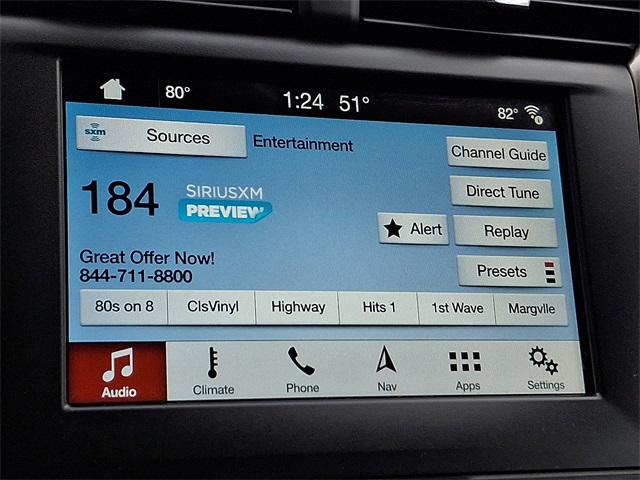 80° 1:24 51° 82°
sxm Sources Entertainment Channel Guide
184 SIRIUSXM Direct Tune
PREVIEW
Alert Replay
Great Offer Now! Presets
844-711-8800
80s on 8 ClsVinyl Highway Hits 1 1st Wave Margvlle
Audio Climate Phone Nav Apps Settings